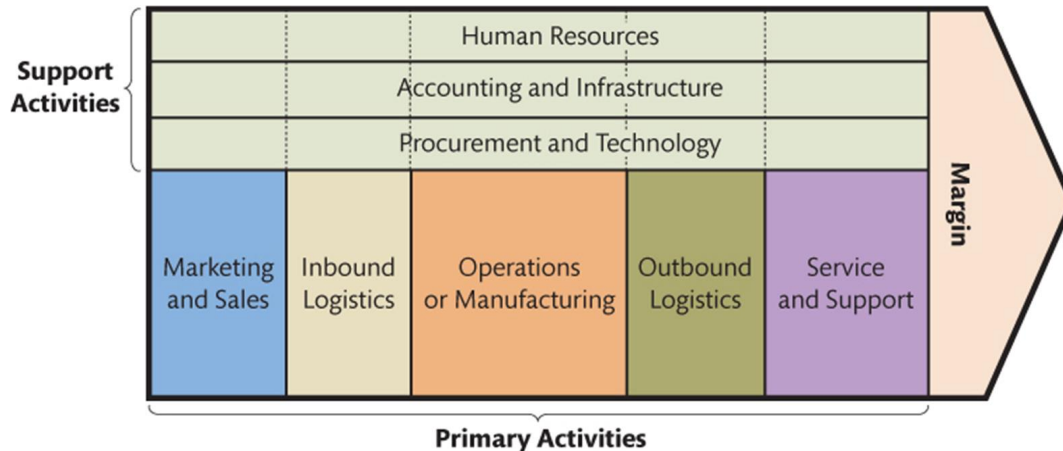 Human Resources
Support
Activities
Accounting and Infrastructure
Procurement and Technology
Margin
Marketing
and Sales
Inbound
Logistics
Operations
or Manufacturing
Outbound
Logistics
Service
and Support
Primary Activities